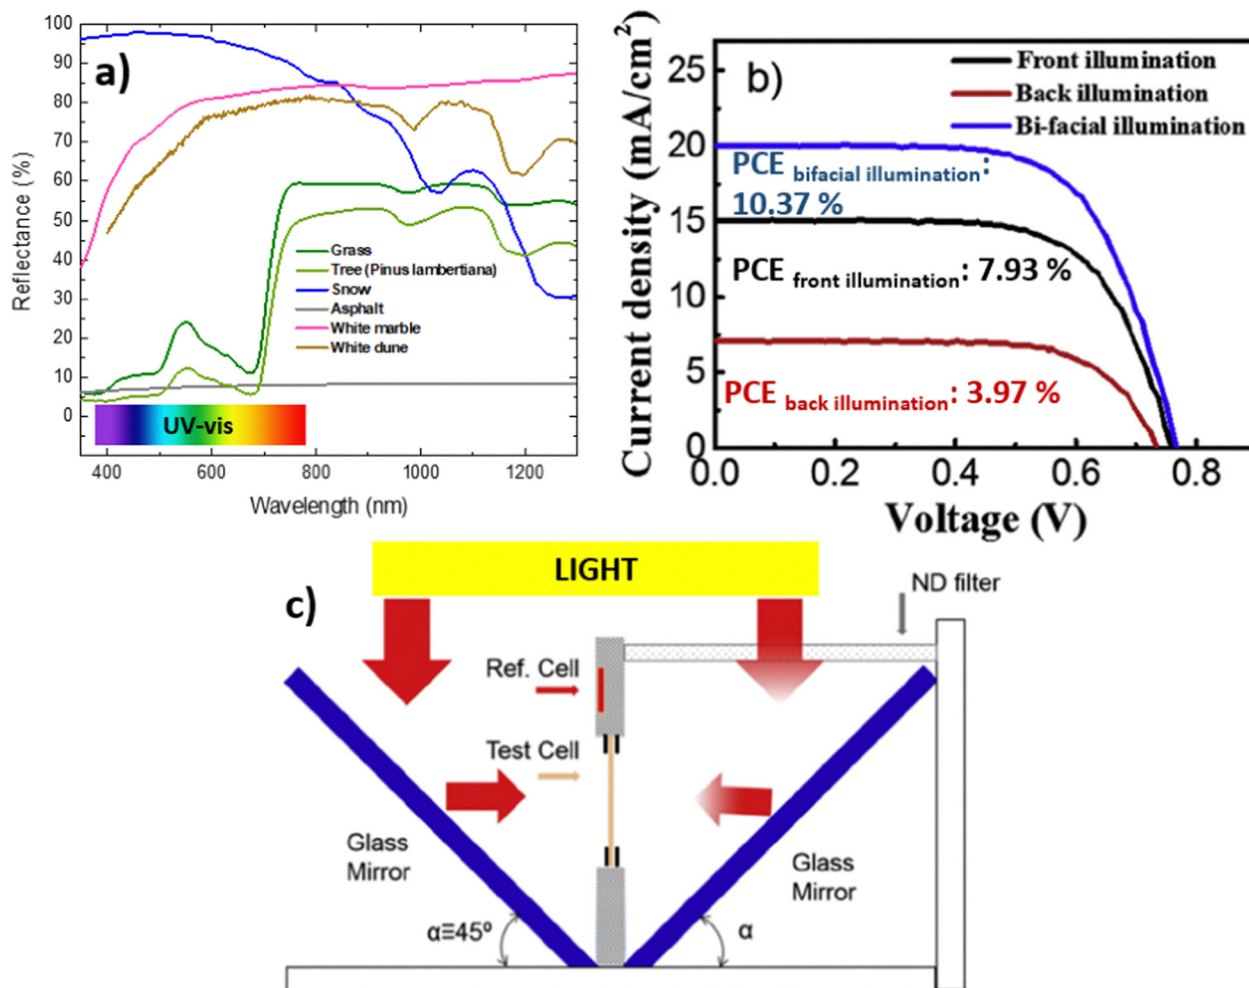 a)
Reflectance (%)
100
90
80
70
60
50
40
30
20
10
0
Grass
Tree (Pinus lambertiana)
Snow
Asphalt
White marble
White dune
UV-vis
400 600 800 1000 1200
Wavelength (nm)
b)
Current density (mA/cm²)
25
20
15
10
5
0
Front illumination
Back illumination
Bi-facial illumination
PCE bifacial illumination:
10.37 %
PCE front illumination: 7.93 %
PCE back illumination: 3.97 %
0.0 0.2 0.4 0.6 0.8
Voltage (V)
c)
LIGHT
ND filter
Ref. Cell
Test Cell
Glass
Mirror
Glass
Mirror
α≡45º
α